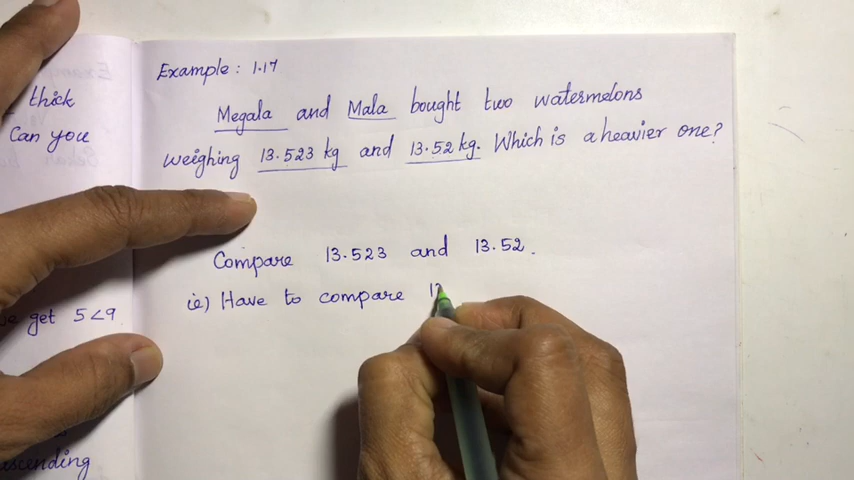 thick
Can you
get 5<9
Example : 1.17
Megala and Mala bought two watermelons
weighing 13.523 kg and 13.52 kg. Which is a heavier one?
Compare 13.523 and 13.52.
ie) Have to compare 1